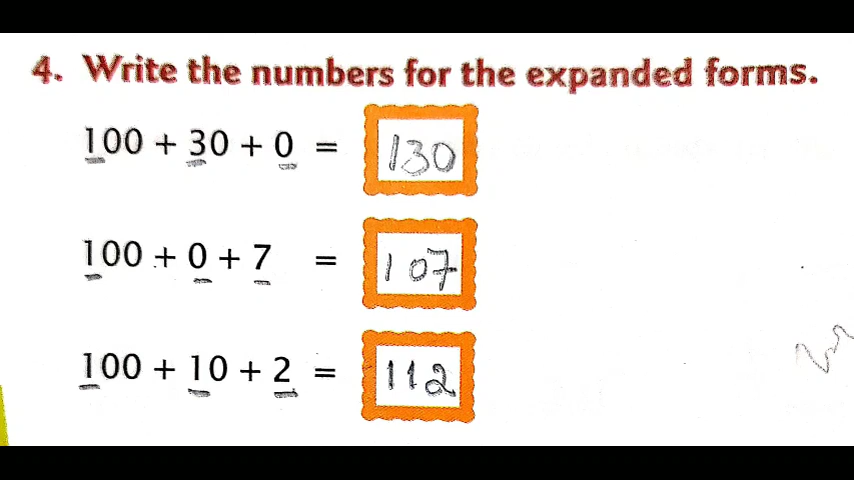 4. Write the numbers for the expanded forms.
100 + 30 + 0 = 130
100 + 0 + 7 = 107
100 + 10 + 2 = 112